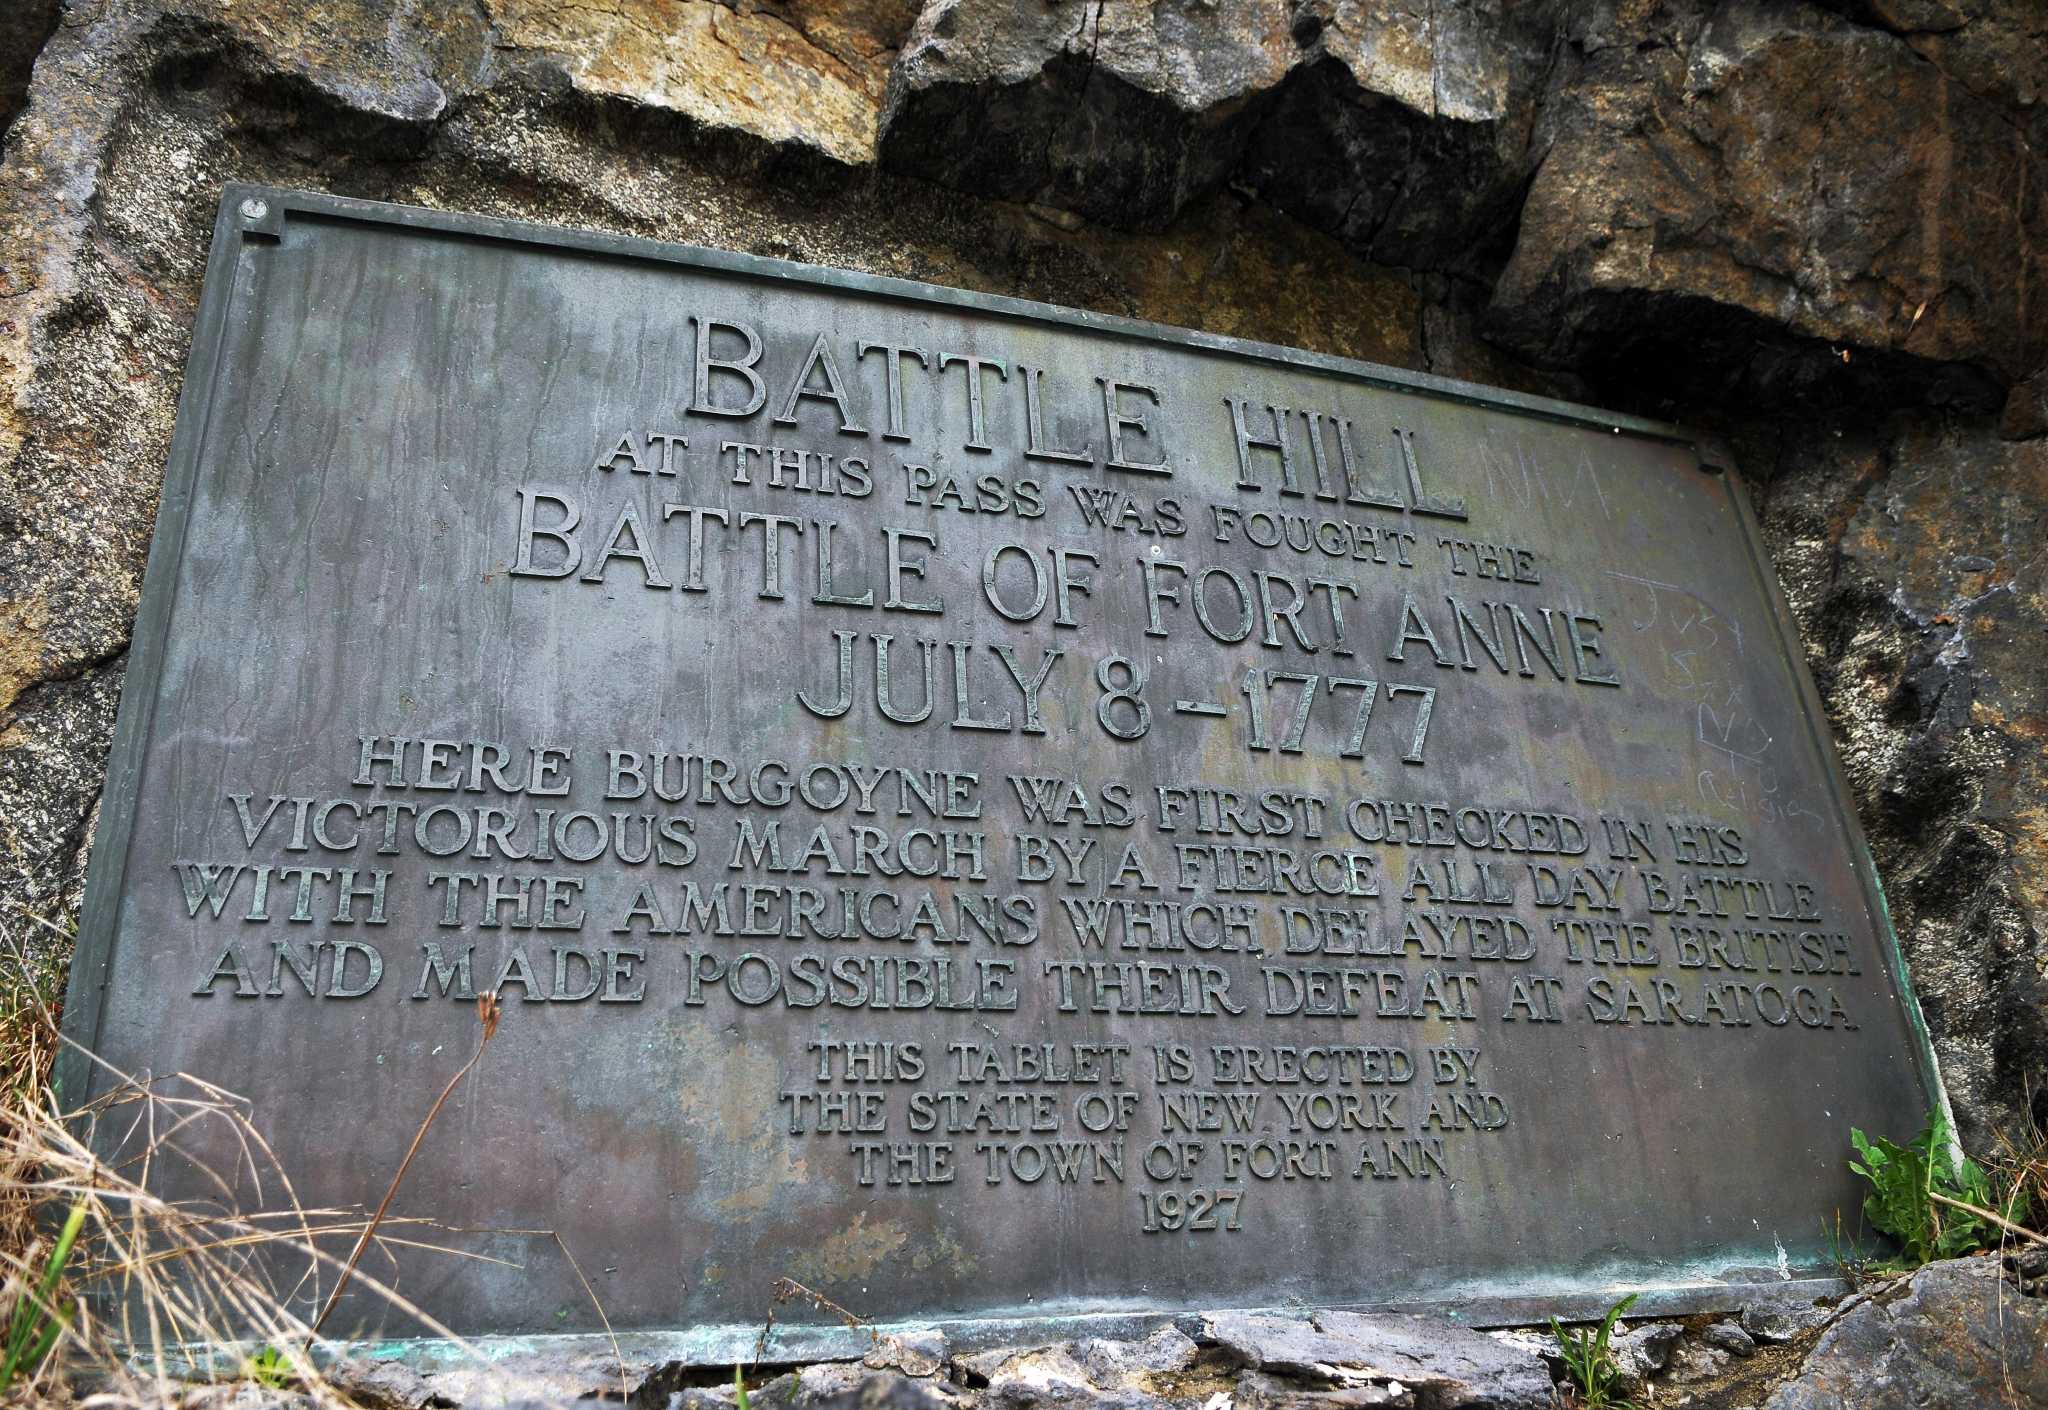 BATTLE HILL
AT THIS PASS WAS FOUGHT THE
BATTLE OF FORT ANNE
JULY 8 - 1777
HERE BURGOYNE WAS FIRST CHECKED IN HIS
VICTORIOUS MARCH BY A FIERCE ALL DAY BATTLE
WITH THE AMERICANS WHICH DELAYED THE BRITISH
AND MADE POSSIBLE THEIR DEFEAT AT SARATOGA
THIS TABLET IS ERECTED BY
THE STATE OF NEW YORK AND
THE TOWN OF FORT ANN
1927
Just